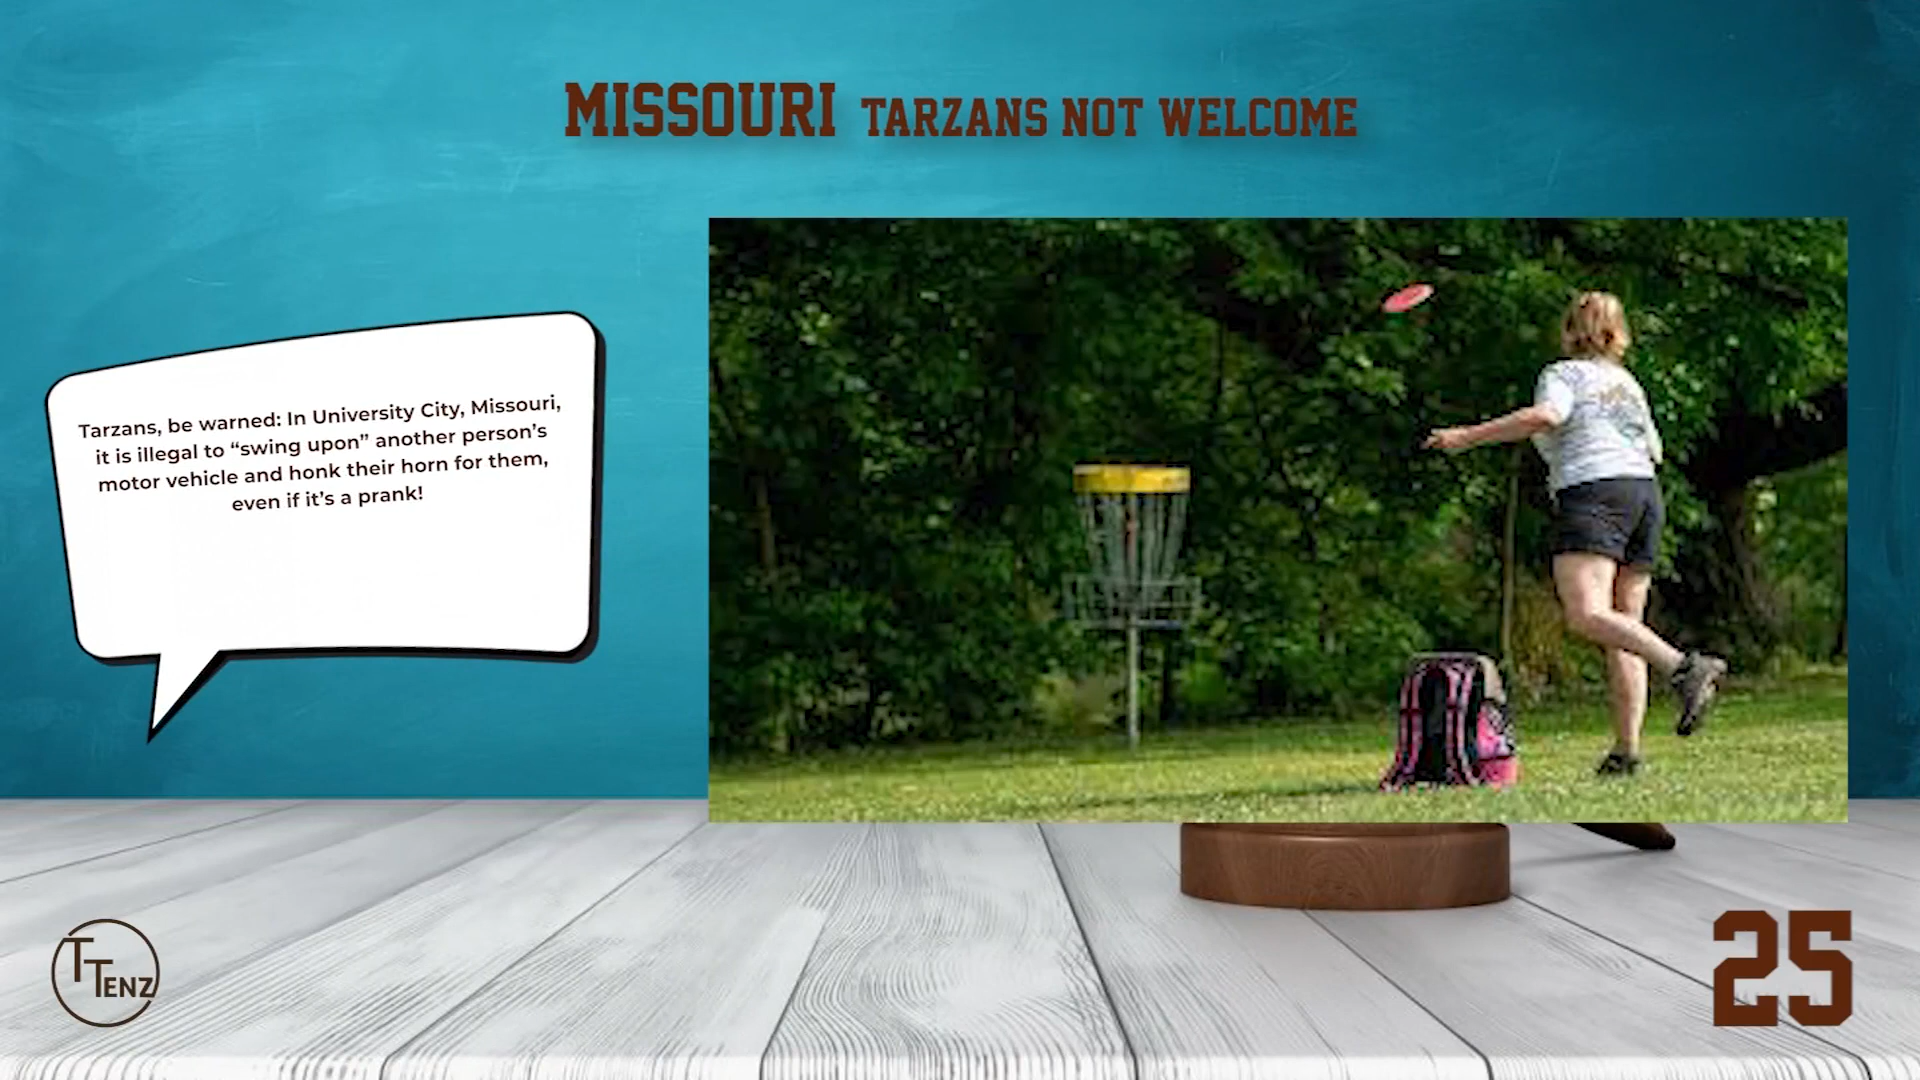 MISSOURI TARZANS NOT WELCOME
Tarzans, be warned: In University City, Missouri,
it is illegal to “swing upon” another person’s
motor vehicle and honk their horn for them,
even if it’s a prank!
TTENZ
25